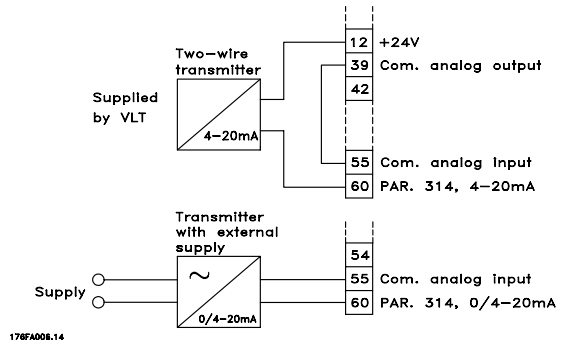 12 +24V
Two-wire
transmitter
39 Com. analog output
42
Supplied
by VLT
4-20mA
55 Com. analog input
60 PAR. 314, 4-20mA
Transmitter
with external
supply
54
~
55 Com. analog input
Supply
60 PAR. 314, 0/4-20mA
0/4-20mA
176FA008.14